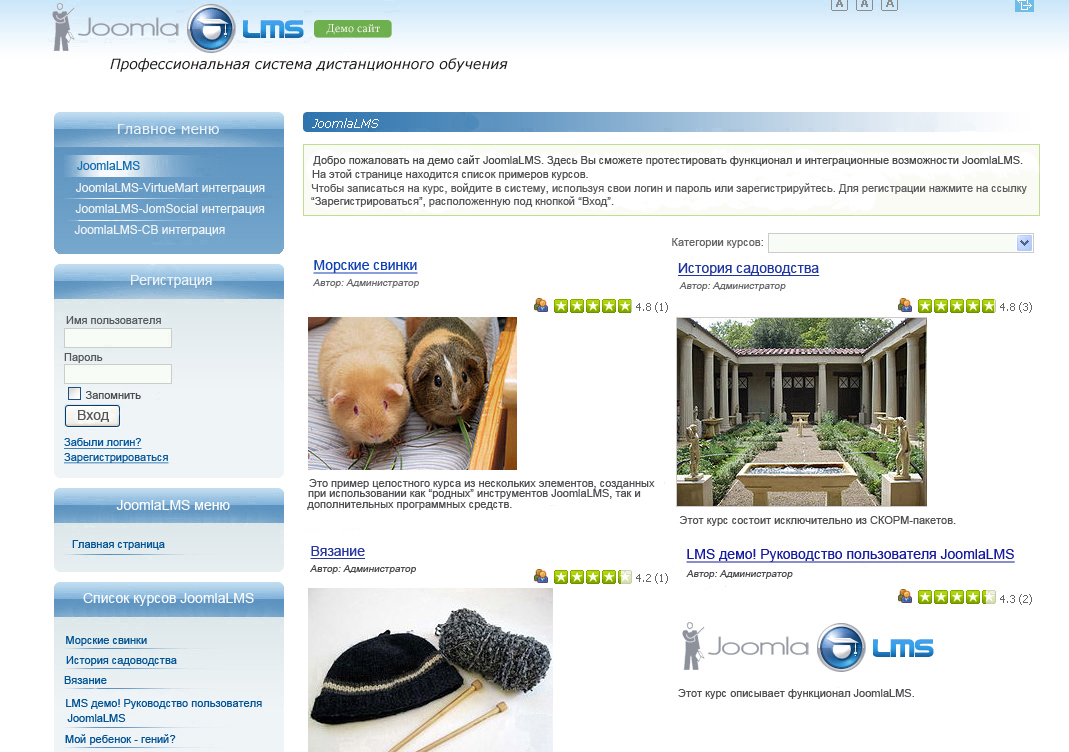 Joomla LMS Демо сайт
A A A
Профессиональная система дистанционного обучения
Главное меню
JoomlaLMS
JoomlaLMS-VirtueMart интеграция
JoomlaLMS-JomSocial интеграция
JoomlaLMS-CB интеграция
Регистрация
Имя пользователя
Пароль
Запомнить
Вход
Забыли логин?
Зарегистрироваться
JoomlaLMS меню
Главная страница
Список курсов JoomlaLMS
Морские свинки
История садоводства
Вязание
LMS демо! Руководство пользователя
JoomlaLMS
Мой ребенок - гений?
JoomlaLMS
Добро пожаловать на демо сайт JoomlaLMS. Здесь Вы сможете протестировать функционал и интеграционные возможности JoomlaLMS.
На этой странице находится список примеров курсов.
Чтобы записаться на курс, войдите в систему, используя свои логин и пароль или зарегистрируйтесь. Для регистрации нажмите на ссылку
“Зарегистрироваться”, расположенную под кнопкой “Вход”.
Категории курсов:
Морские свинки
Автор: Администратор
4.8 (1)
Это пример целостного курса из нескольких элементов, созданных
при использовании как “родных” инструментов JoomlaLMS, так и
дополнительных программных средств.
История садоводства
Автор: Администратор
4.8 (3)
Этот курс состоит исключительно из СКОРМ-пакетов.
Вязание
Автор: Администратор
4.2 (1)
LMS демо! Руководство пользователя JoomlaLMS
Автор: Администратор
4.3 (2)
Joomla LMS
Этот курс описывает функционал JoomlaLMS.